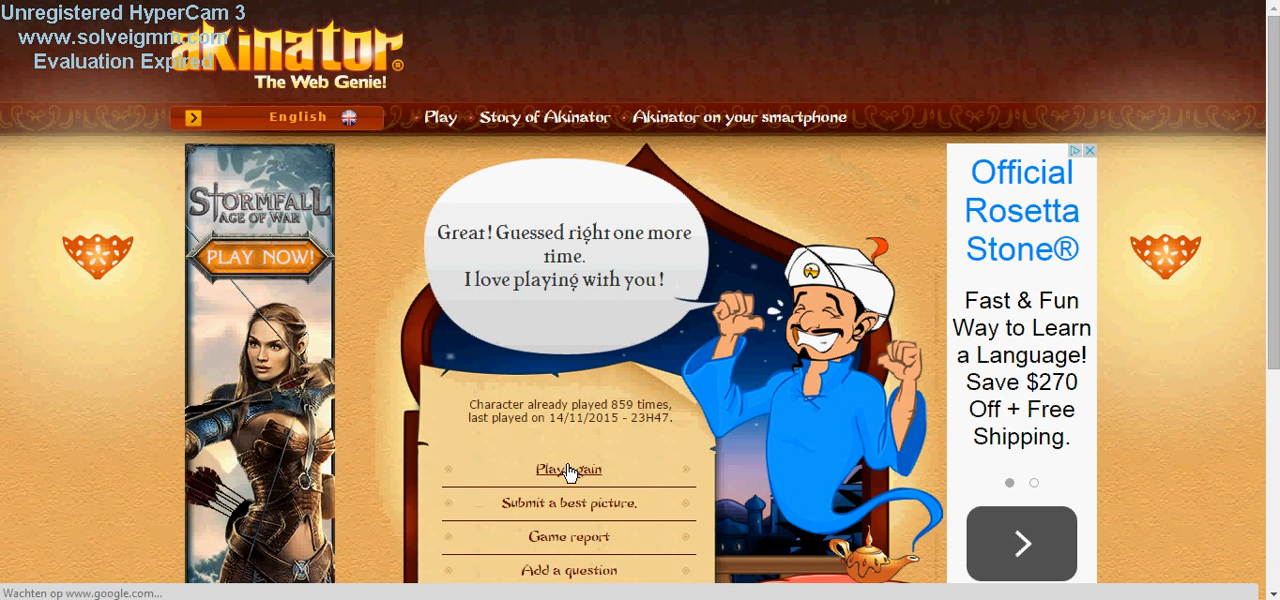 Unregistered HyperCam 3
www.solveigmm.com
Evaluation Expired
akinator®
The Web Genie!
English
Play
Story of Akinator
Akinator on your smartphone
STORMFALL
AGE OF WAR
PLAY NOW!
Great! Guessed right one more
time.
I love playing with you!
Character already played 859 times,
last played on 14/11/2015 - 23H47.
Play again
Submit a best picture.
Game report
Add a question
Official
Rosetta
Stone®
Fast & Fun
Way to Learn
a Language!
Save $270
Off + Free
Shipping.
Wachten op www.google.com...